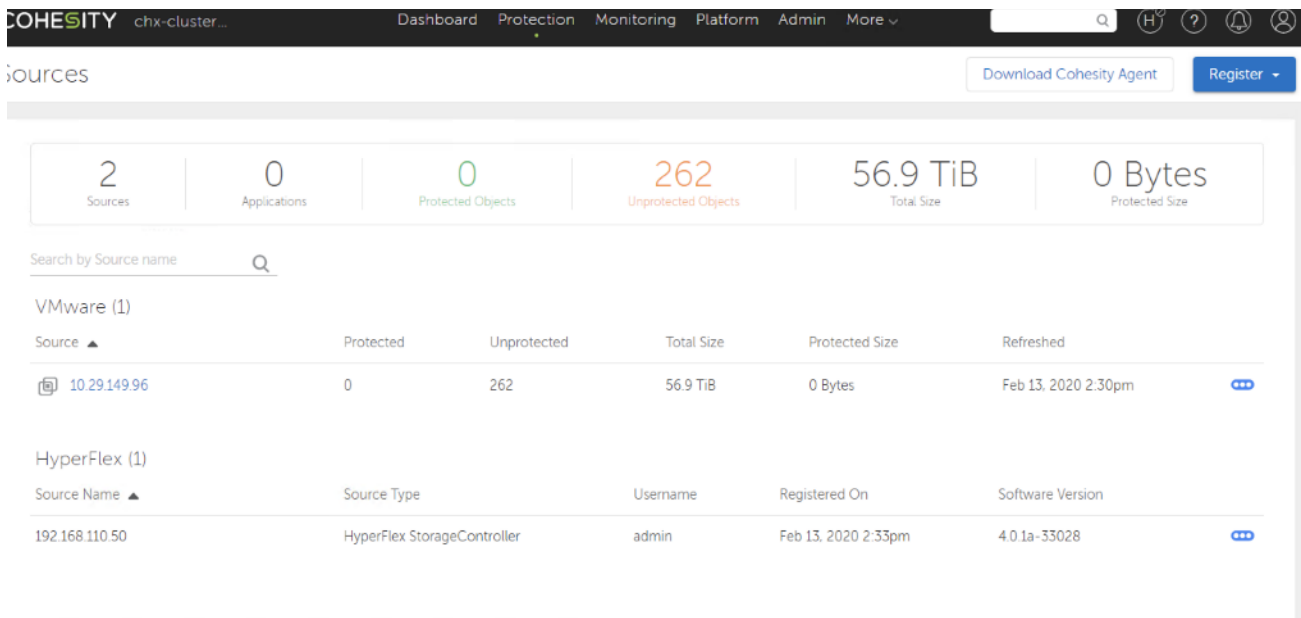 COHESITY chx-cluster... Dashboard Protection Monitoring Platform Admin More H ?
Sources Download Cohesity Agent Register
2 0 0 262 56.9 TiB 0 Bytes
Sources Applications Protected Objects Unprotected Objects Total Size Protected Size
Search by Source name
VMware (1)
Source Protected Unprotected Total Size Protected Size Refreshed
10.29.149.96 0 262 56.9 TiB 0 Bytes Feb 13, 2020 2:30pm
HyperFlex (1)
Source Name Source Type Username Registered On Software Version
192.168.110.50 HyperFlex StorageController admin Feb 13, 2020 2:33pm 4.0.1a-33028